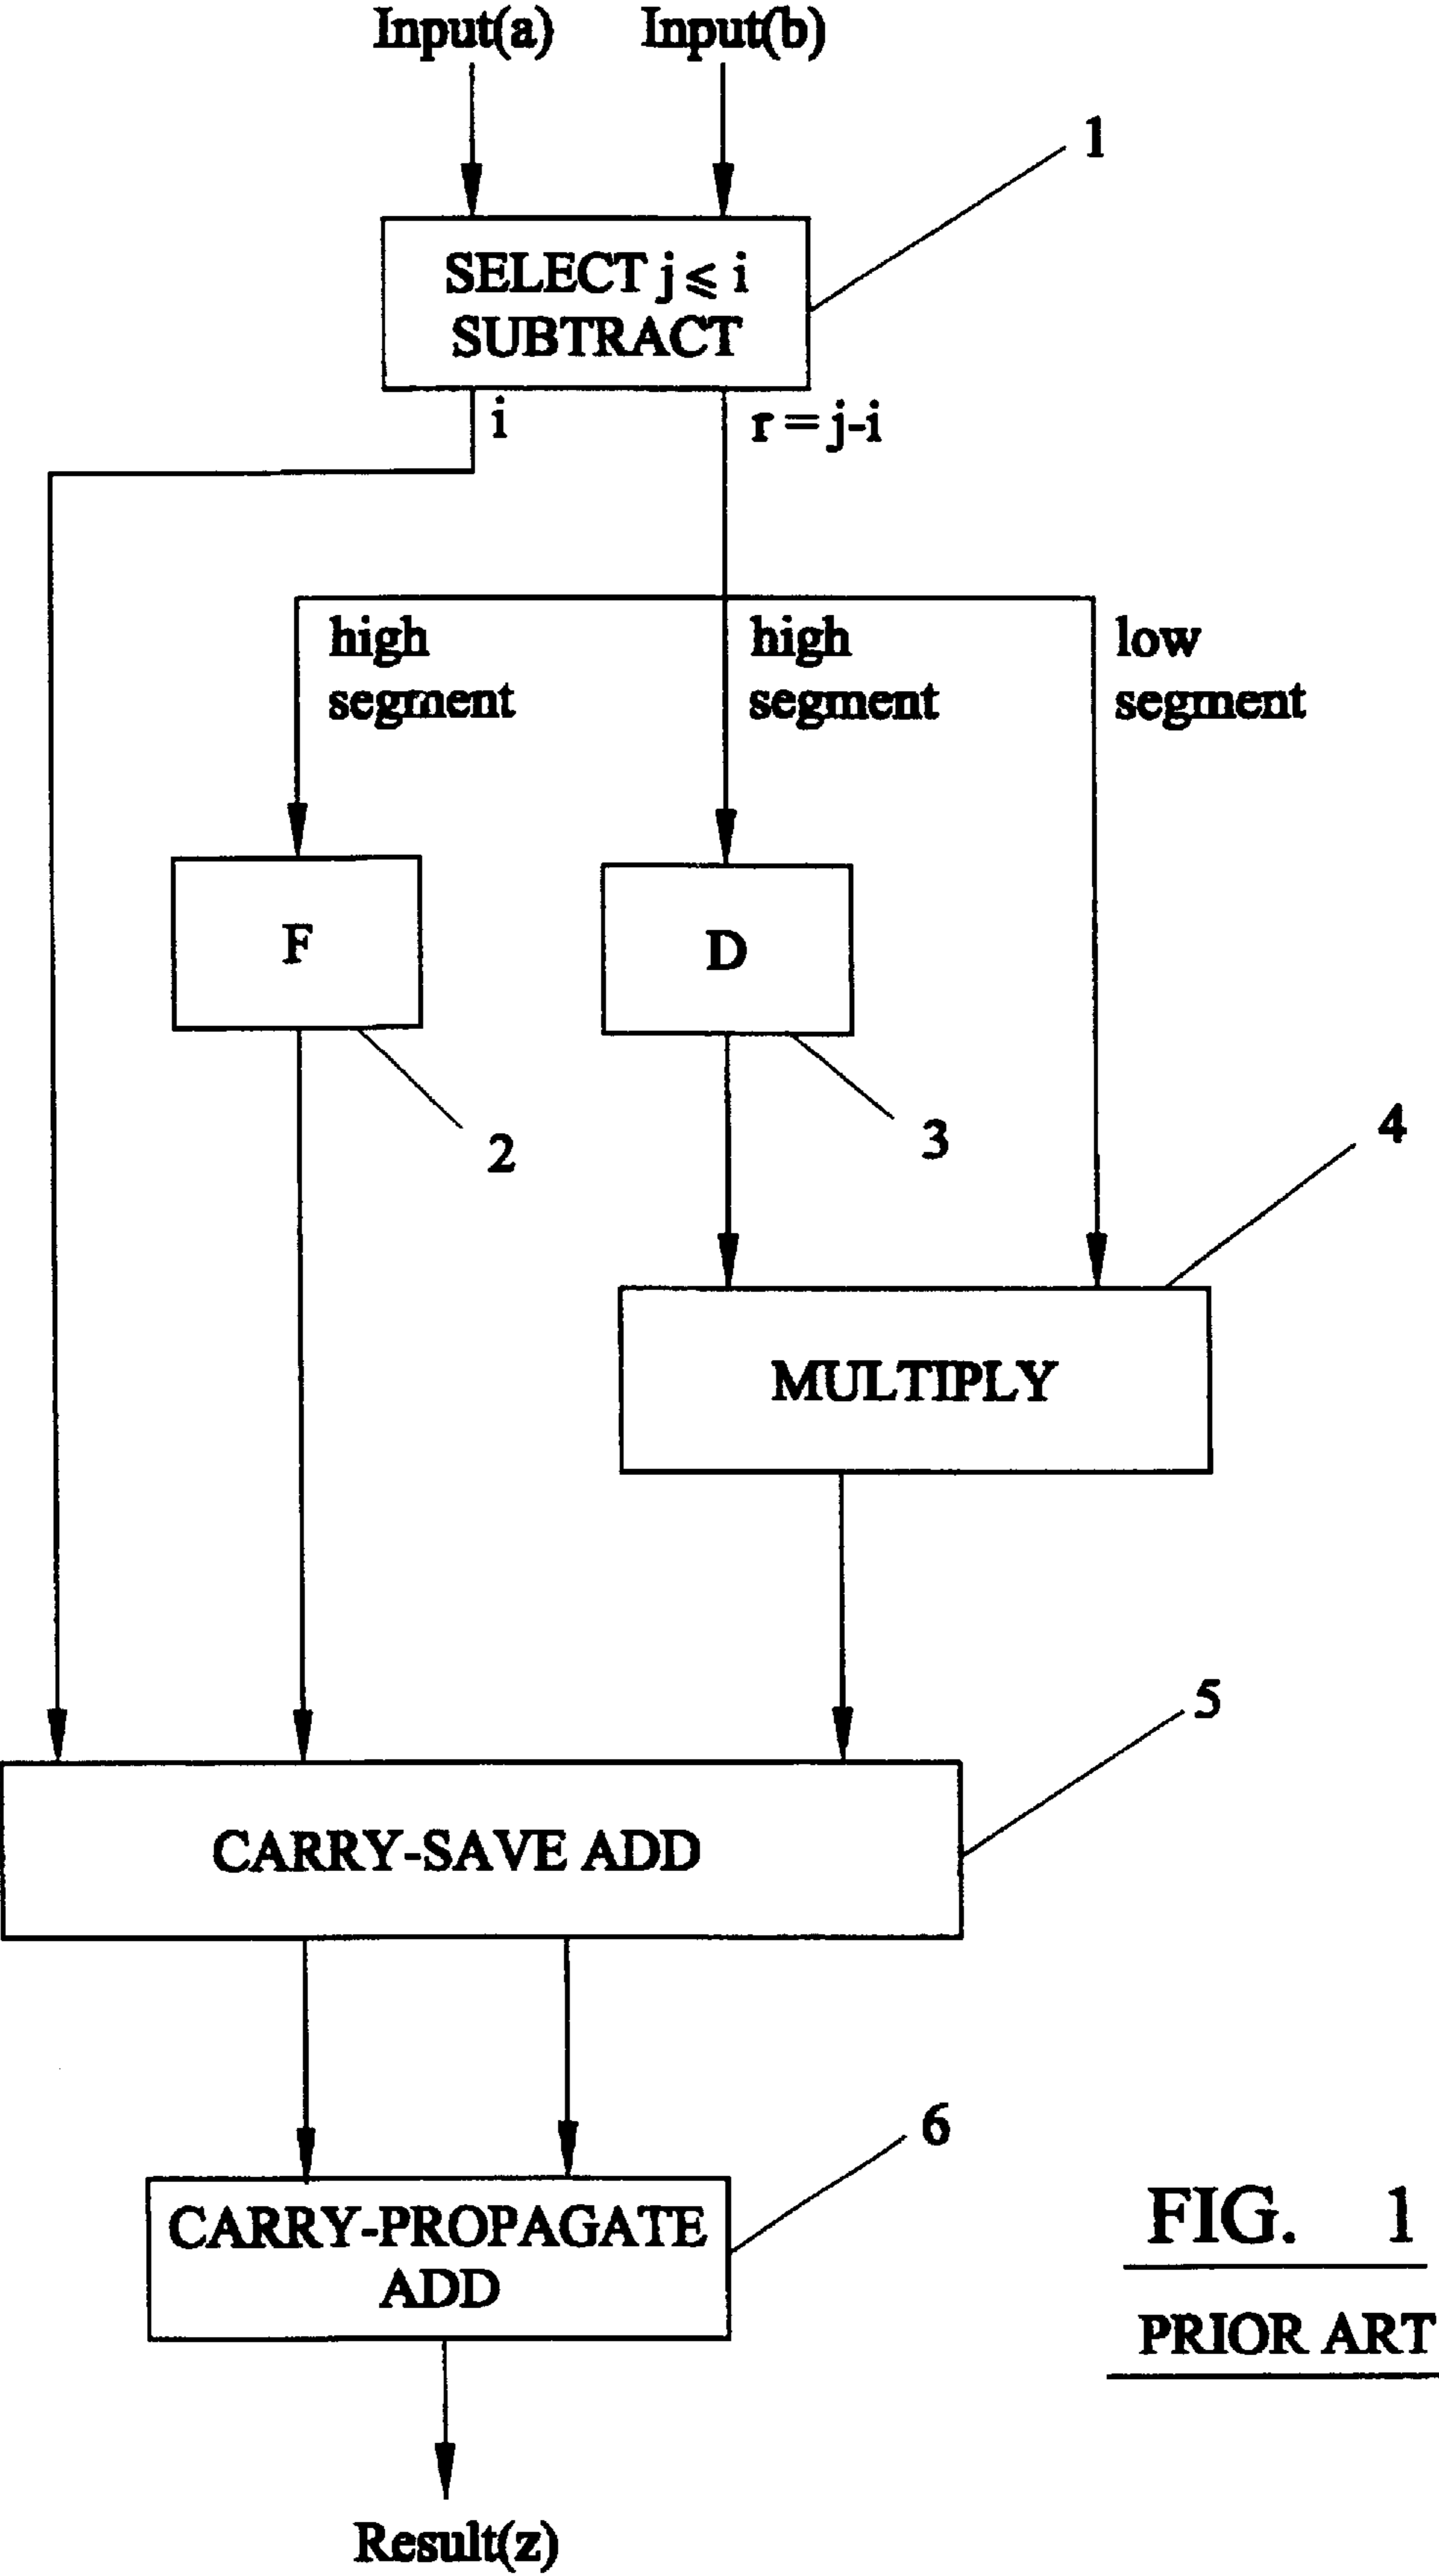 Input(a) Input(b)
1
SELECT j ⩽ i
SUBTRACT
i
r = j-i
high
segment
high
segment
low
segment
F
D
2
3
4
MULTIPLY
5
CARRY-SAVE ADD
6
CARRY-PROPAGATE
ADD
FIG. 1
PRIOR ART
Result(z)